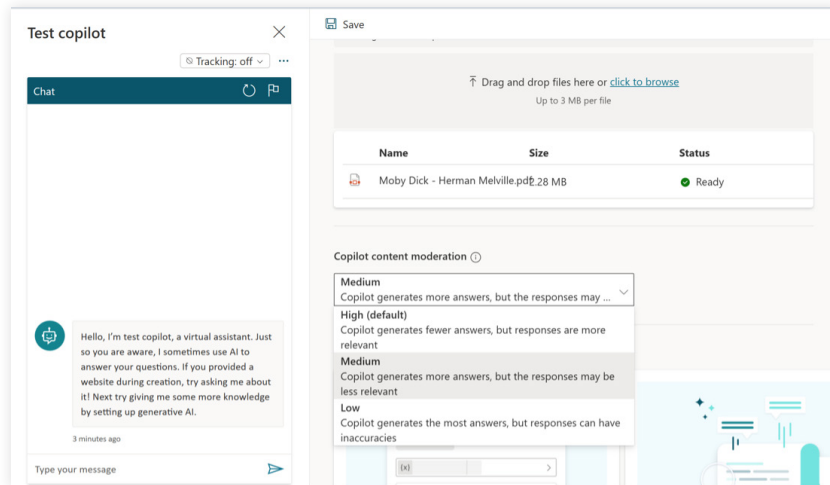 Test copilot
Tracking: off
Chat
Hello, I'm test copilot, a virtual assistant. Just
so you are aware, I sometimes use AI to
answer your questions. If you provided a
website during creation, try asking me about
it! Next try giving me some more knowledge
by setting up generative AI.
3 minutes ago
Type your message
Save
Drag and drop files here or click to browse
Up to 3 MB per file
Name Size Status
Moby Dick - Herman Melville.pdf 2.28 MB Ready
Copilot content moderation
Medium
Copilot generates more answers, but the responses may ...
High (default)
Copilot generates fewer answers, but responses are more
relevant
Medium
Copilot generates more answers, but the responses may be
less relevant
Low
Copilot generates the most answers, but responses can have
inaccuracies
{x}